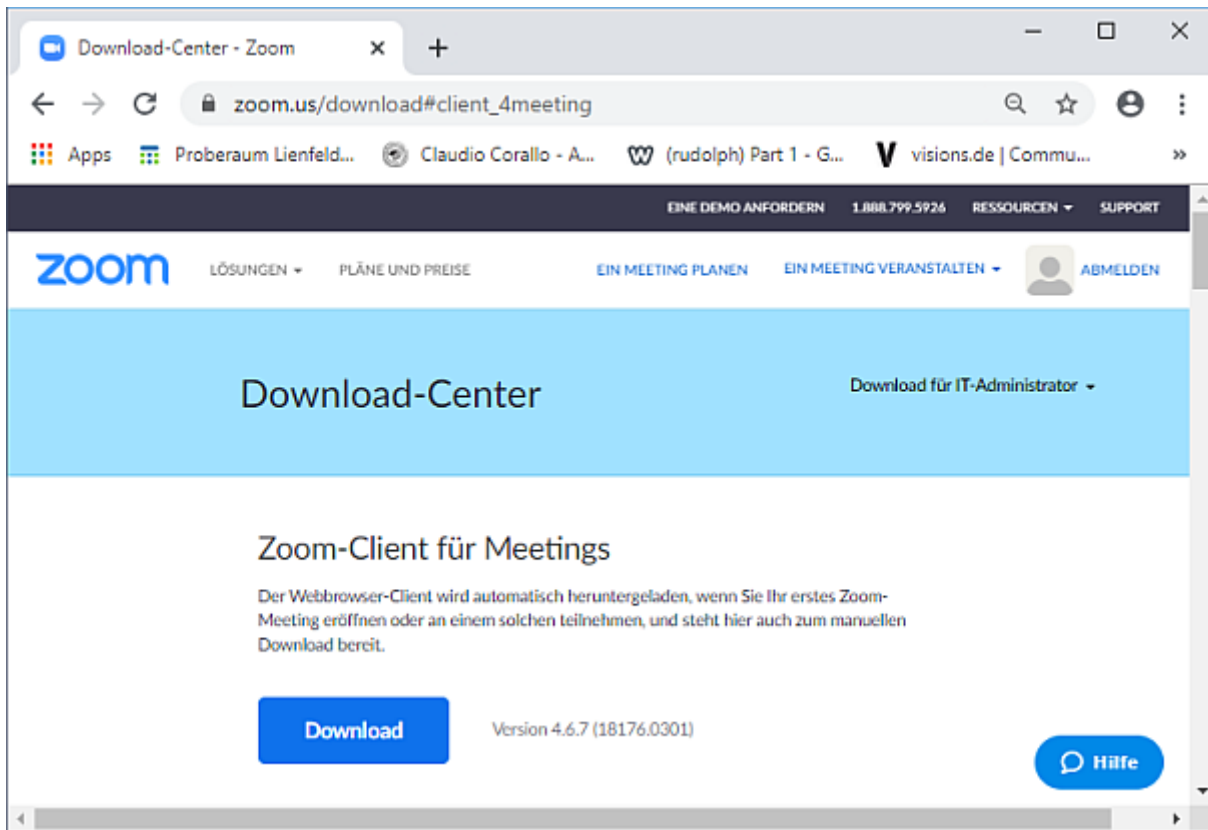 Download-Center - Zoom
zoom.us/download#client_4meeting
Apps Proberaum Lienfeld... Claudio Corallo - A... (rudolph) Part 1 - G... visions.de | Commu... »
EINE DEMO ANFORDERN 1.888.799.5926 RESSOURCEN SUPPORT
zoom LÖSUNGEN PLÄNE UND PREISE EIN MEETING PLANEN EIN MEETING VERANSTALTEN ABMELDEN
Download-Center Download für IT-Administrator
Zoom-Client für Meetings
Der Webbrowser-Client wird automatisch heruntergeladen, wenn Sie Ihr erstes Zoom-
Meeting eröffnen oder an einem solchen teilnehmen, und steht hier auch zum manuellen
Download bereit.
Download Version 4.6.7 (18176.0301)
Hilfe